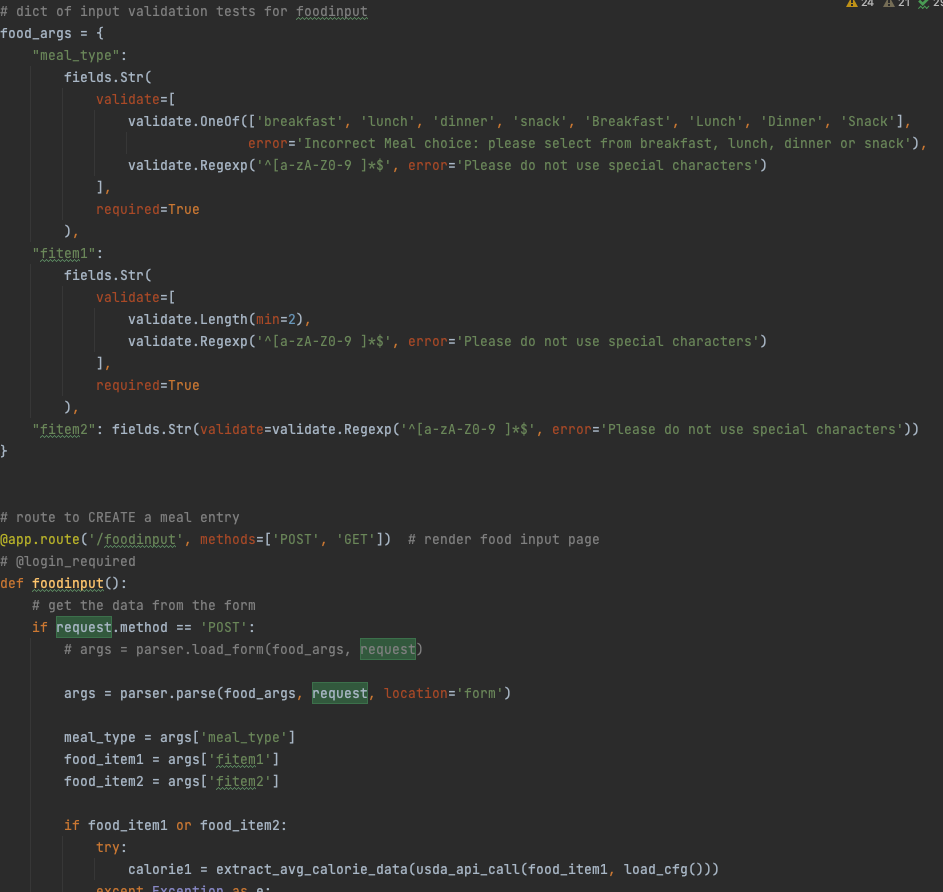 24 21 29
# dict of input validation tests for foodinput
food_args = {
    "meal_type":
        fields.Str(
            validate=[
                validate.OneOf(['breakfast', 'lunch', 'dinner', 'snack', 'Breakfast', 'Lunch', 'Dinner', 'Snack'],
                               error='Incorrect Meal choice: please select from breakfast, lunch, dinner or snack'),
                validate.Regexp('^[a-zA-Z0-9 ]*$', error='Please do not use special characters')
            ],
            required=True
        ),
    "fitem1":
        fields.Str(
            validate=[
                validate.Length(min=2),
                validate.Regexp('^[a-zA-Z0-9 ]*$', error='Please do not use special characters')
            ],
            required=True
        ),
    "fitem2": fields.Str(validate=validate.Regexp('^[a-zA-Z0-9 ]*$', error='Please do not use special characters'))
}
# route to CREATE a meal entry
@app.route('/foodinput', methods=['POST', 'GET'])  # render food input page
# @login_required
def foodinput():
    # get the data from the form
    if request.method == 'POST':
        # args = parser.load_form(food_args, request)
        args = parser.parse(food_args, request, location='form')
        meal_type = args['meal_type']
        food_item1 = args['fitem1']
        food_item2 = args['fitem2']
        if food_item1 or food_item2:
            try:
                calorie1 = extract_avg_calorie_data(usda_api_call(food_item1, load_cfg()))
            except Exception as e: